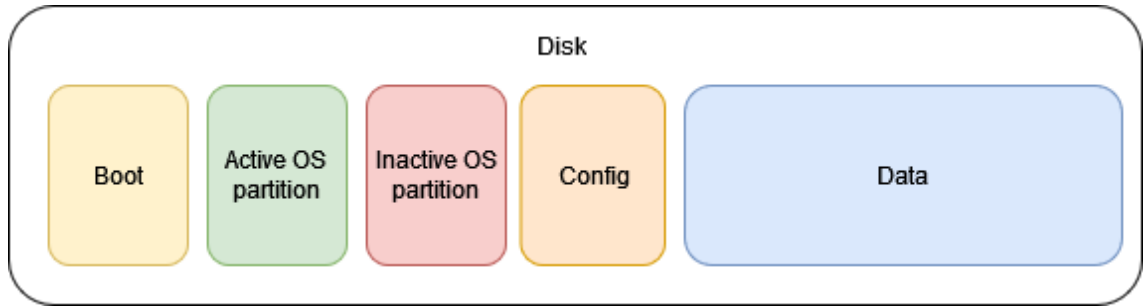 Disk
Boot
Active OS
partition
Inactive OS
partition
Config
Data